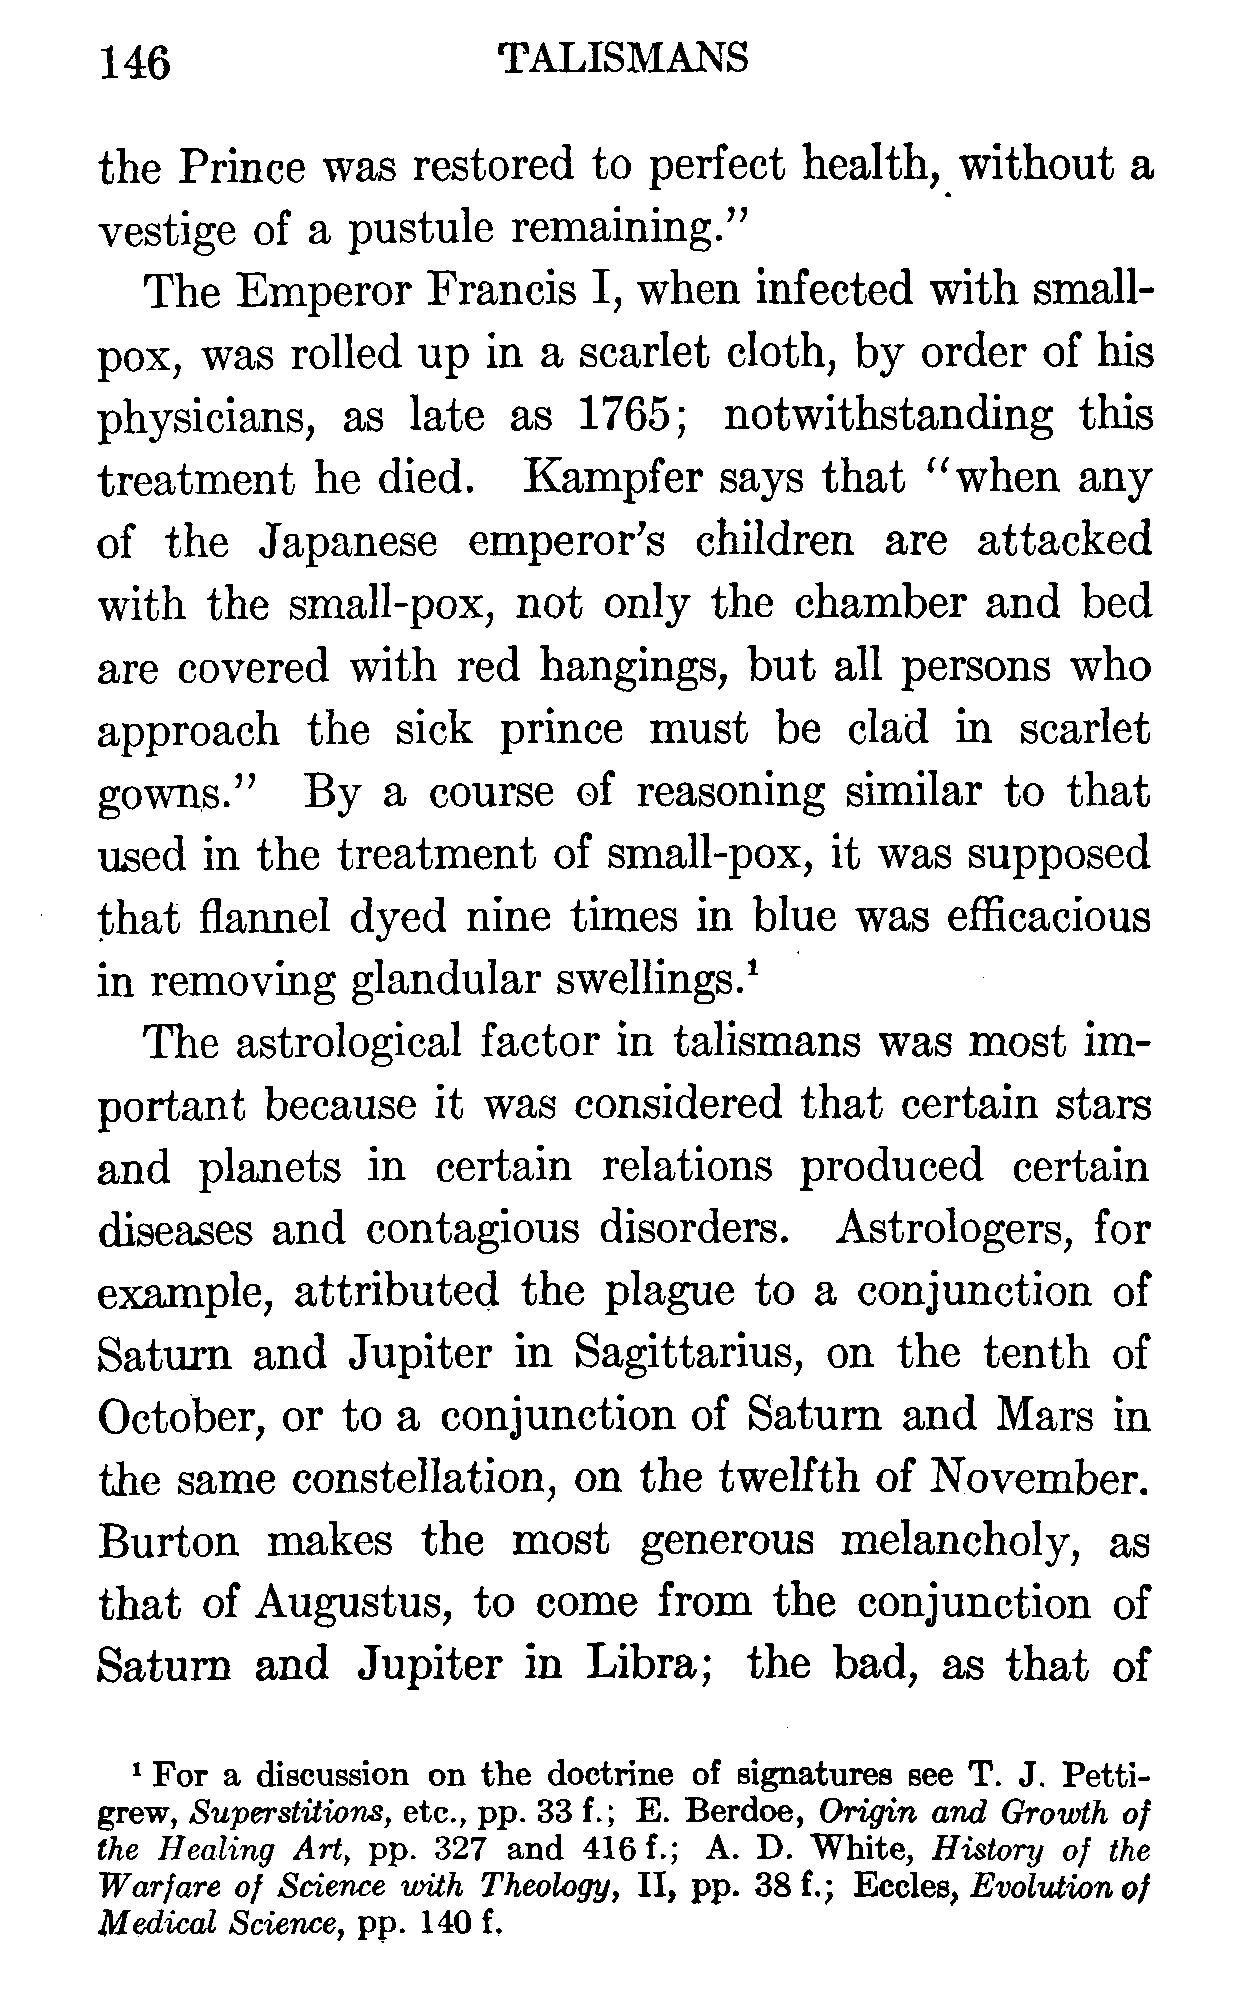 146 TALISMANS
the Prince was restored to perfect health, without a
vestige of a pustule remaining."
The Emperor Francis I, when infected with small-
pox, was rolled up in a scarlet cloth, by order of his
physicians, as late as 1765; notwithstanding this
treatment he died. Kampfer says that "when any
of the Japanese emperor's children are attacked
with the small-pox, not only the chamber and bed
are covered with red hangings, but all persons who
approach the sick prince must be clad in scarlet
gowns." By a course of reasoning similar to that
used in the treatment of small-pox, it was supposed
that flannel dyed nine times in blue was efficacious
in removing glandular swellings.¹
The astrological factor in talismans was most im-
portant because it was considered that certain stars
and planets in certain relations produced certain
diseases and contagious disorders. Astrologers, for
example, attributed the plague to a conjunction of
Saturn and Jupiter in Sagittarius, on the tenth of
October, or to a conjunction of Saturn and Mars in
the same constellation, on the twelfth of November.
Burton makes the most generous melancholy, as
that of Augustus, to come from the conjunction of
Saturn and Jupiter in Libra; the bad, as that of
¹ For a discussion on the doctrine of signatures see T. J. Petti-
grew, Superstitions, etc., pp. 33 f.; E. Berdoe, Origin and Growth of
the Healing Art, pp. 327 and 416 f.; A. D. White, History of the
Warfare of Science with Theology, II, pp. 38 f.; Eccles, Evolution of
Medical Science, pp. 140 f.